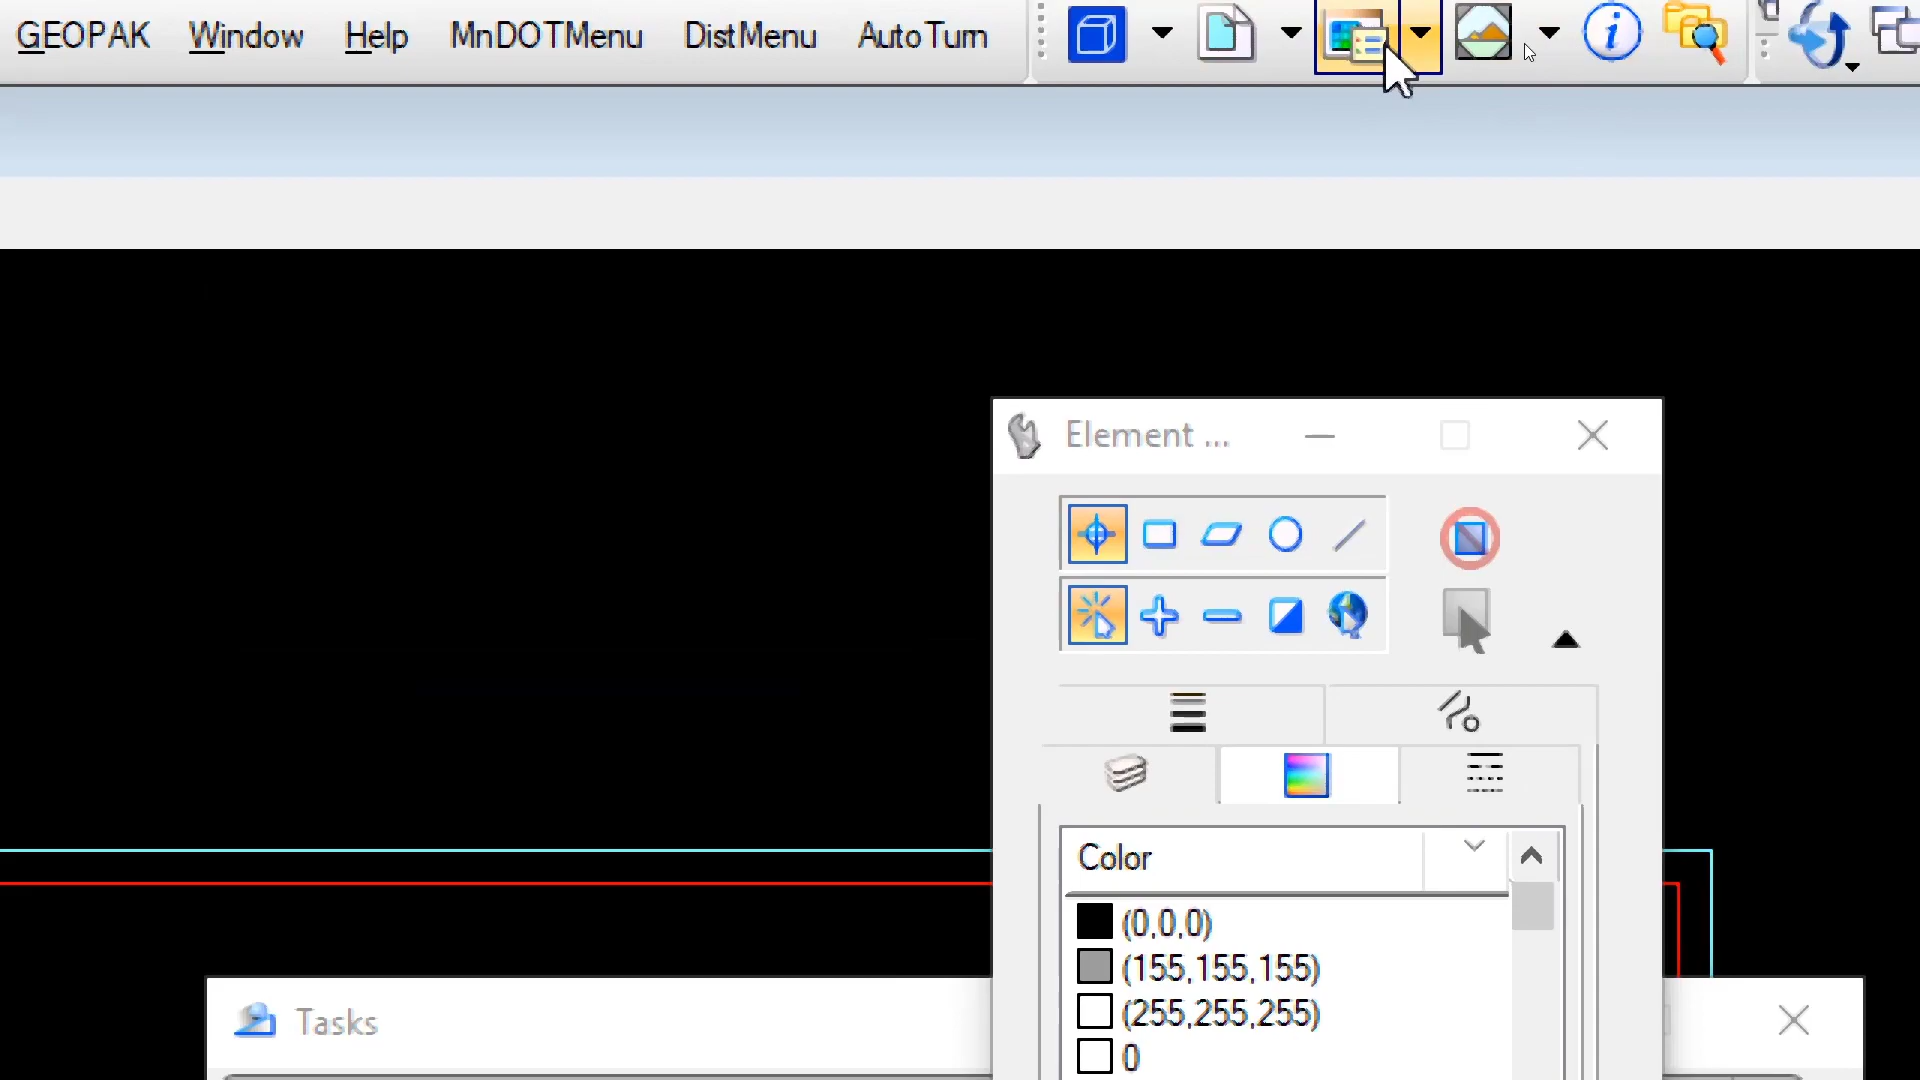 GEOPAK Window Help MnDOTMenu DistMenu AutoTurn
Element ...
Color
(0,0,0)
(155,155,155)
(255,255,255)
0
Tasks